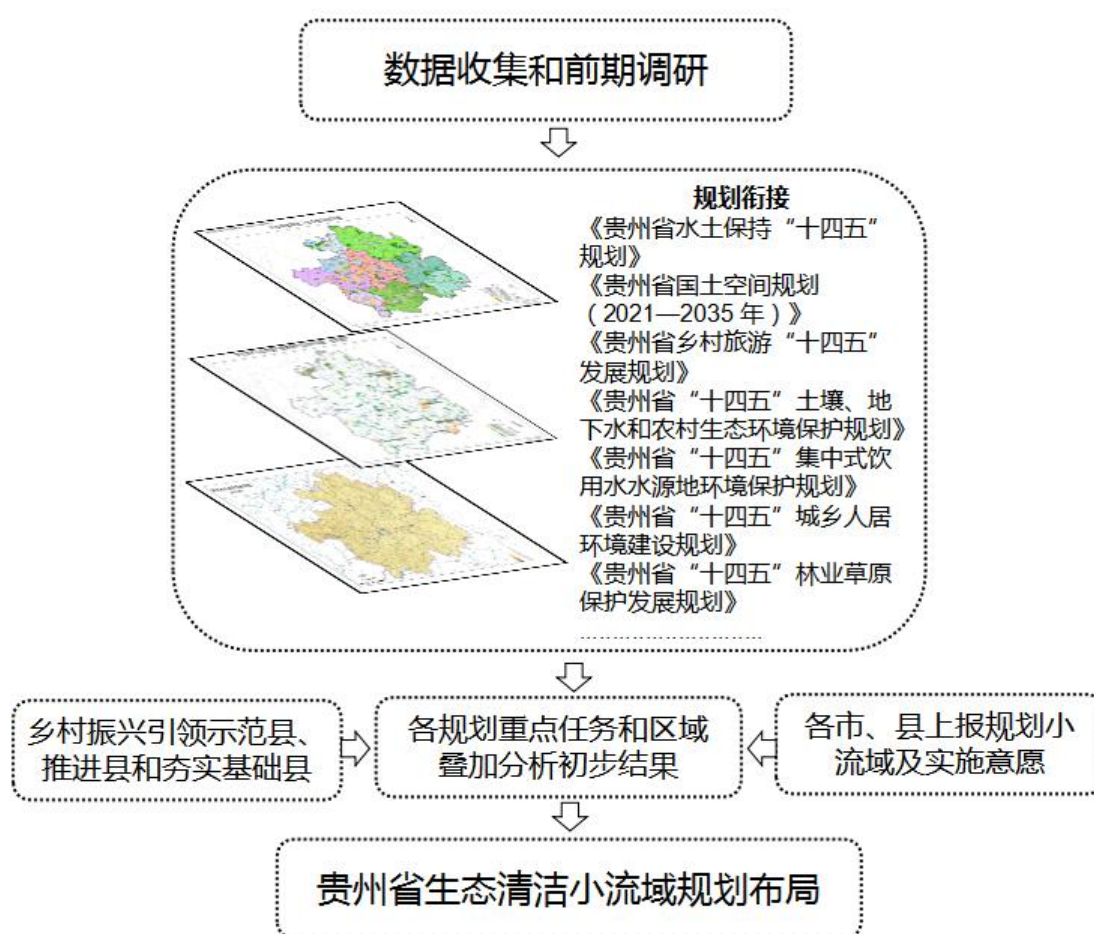 数据收集和前期调研
规划衔接
《贵州省水土保持“十四五”
规划》
《贵州省国土空间规划
（2021—2035 年）》
《贵州省乡村旅游“十四五”
发展规划》
《贵州省“十四五”土壤、地
下水和农村生态环境保护规划》
《贵州省“十四五”集中式饮
用水水源地环境保护规划》
《贵州省“十四五”城乡人居
环境建设规划》
《贵州省“十四五”林业草原
保护发展规划》
…………………………
乡村振兴引领示范县、
推进县和夯实基础县
各规划重点任务和区域
叠加分析初步结果
各市、县上报规划小
流域及实施意愿
贵州省生态清洁小流域规划布局